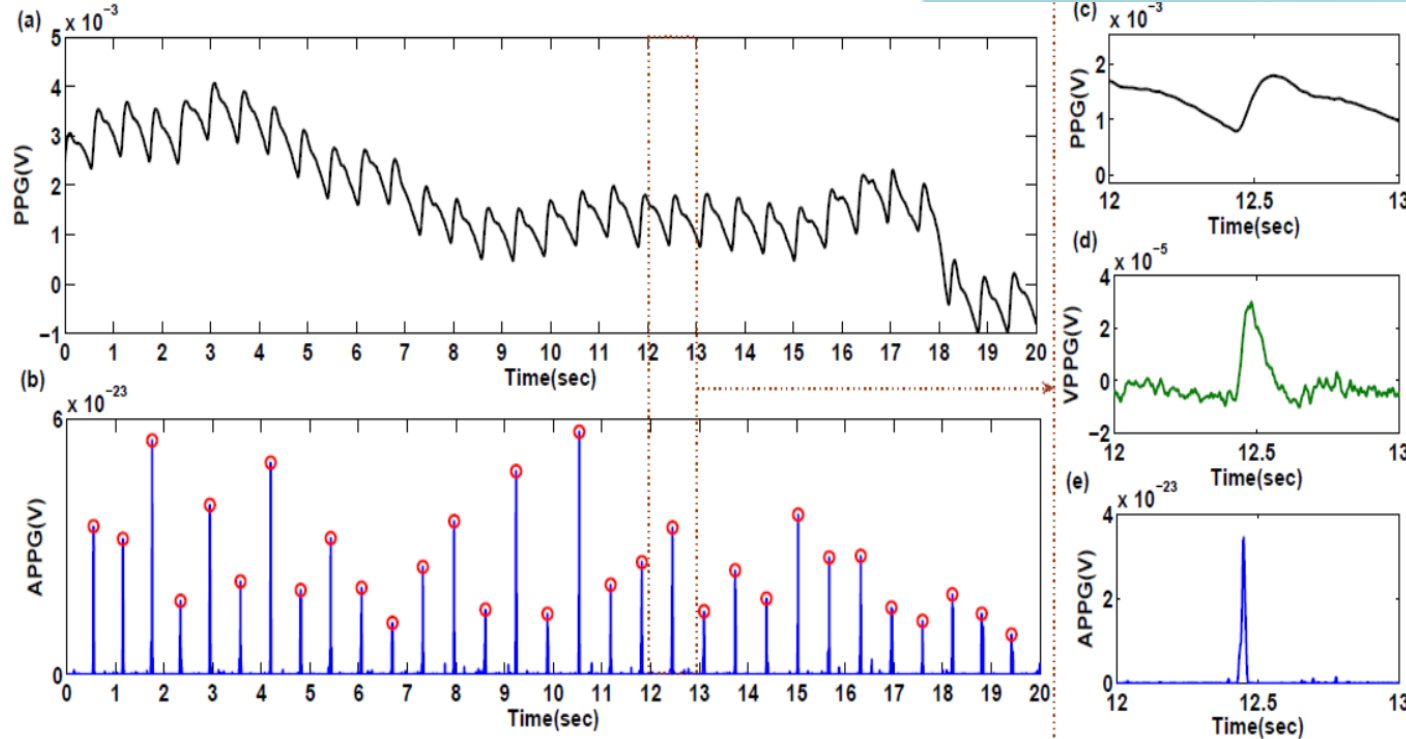 (a)
× 10⁻³
5
4
3
2
1
0
−1
PPG(V)
0 1 2 3 4 5 6 7 8 9 10 11 12 13 14 15 16 17 18 19 20
Time(sec)
(b)
× 10⁻²³
6
0
APPG(V)
0 1 2 3 4 5 6 7 8 9 10 11 12 13 14 15 16 17 18 19 20
Time(sec)
(c)
× 10⁻³
2
1
0
PPG(V)
12 12.5 13
Time(sec)
(d)
× 10⁻⁵
4
2
0
−2
VPPG(V)
12 12.5 13
Time(sec)
(e)
× 10⁻²³
4
2
0
APPG(V)
12 12.5 13
Time(sec)